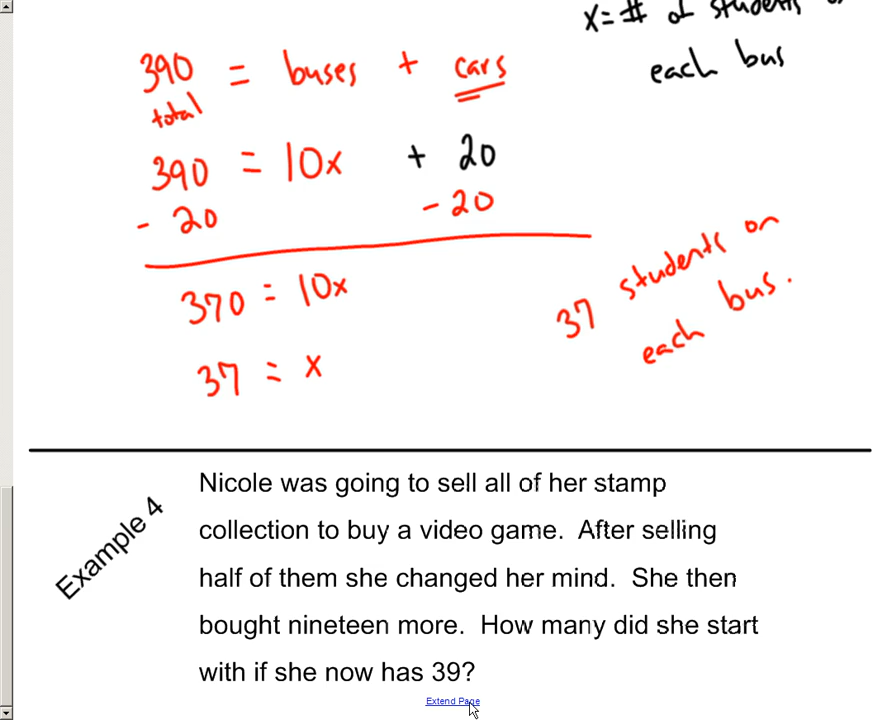 x = # of students
each bus
390 = buses + cars
total
390 = 10x + 20
- 20 - 20
370 = 10x
37 = x
37 students on
each bus.
Example 4
Nicole was going to sell all of her stamp
collection to buy a video game. After selling
half of them she changed her mind. She then
bought nineteen more. How many did she start
with if she now has 39?
Extend Page